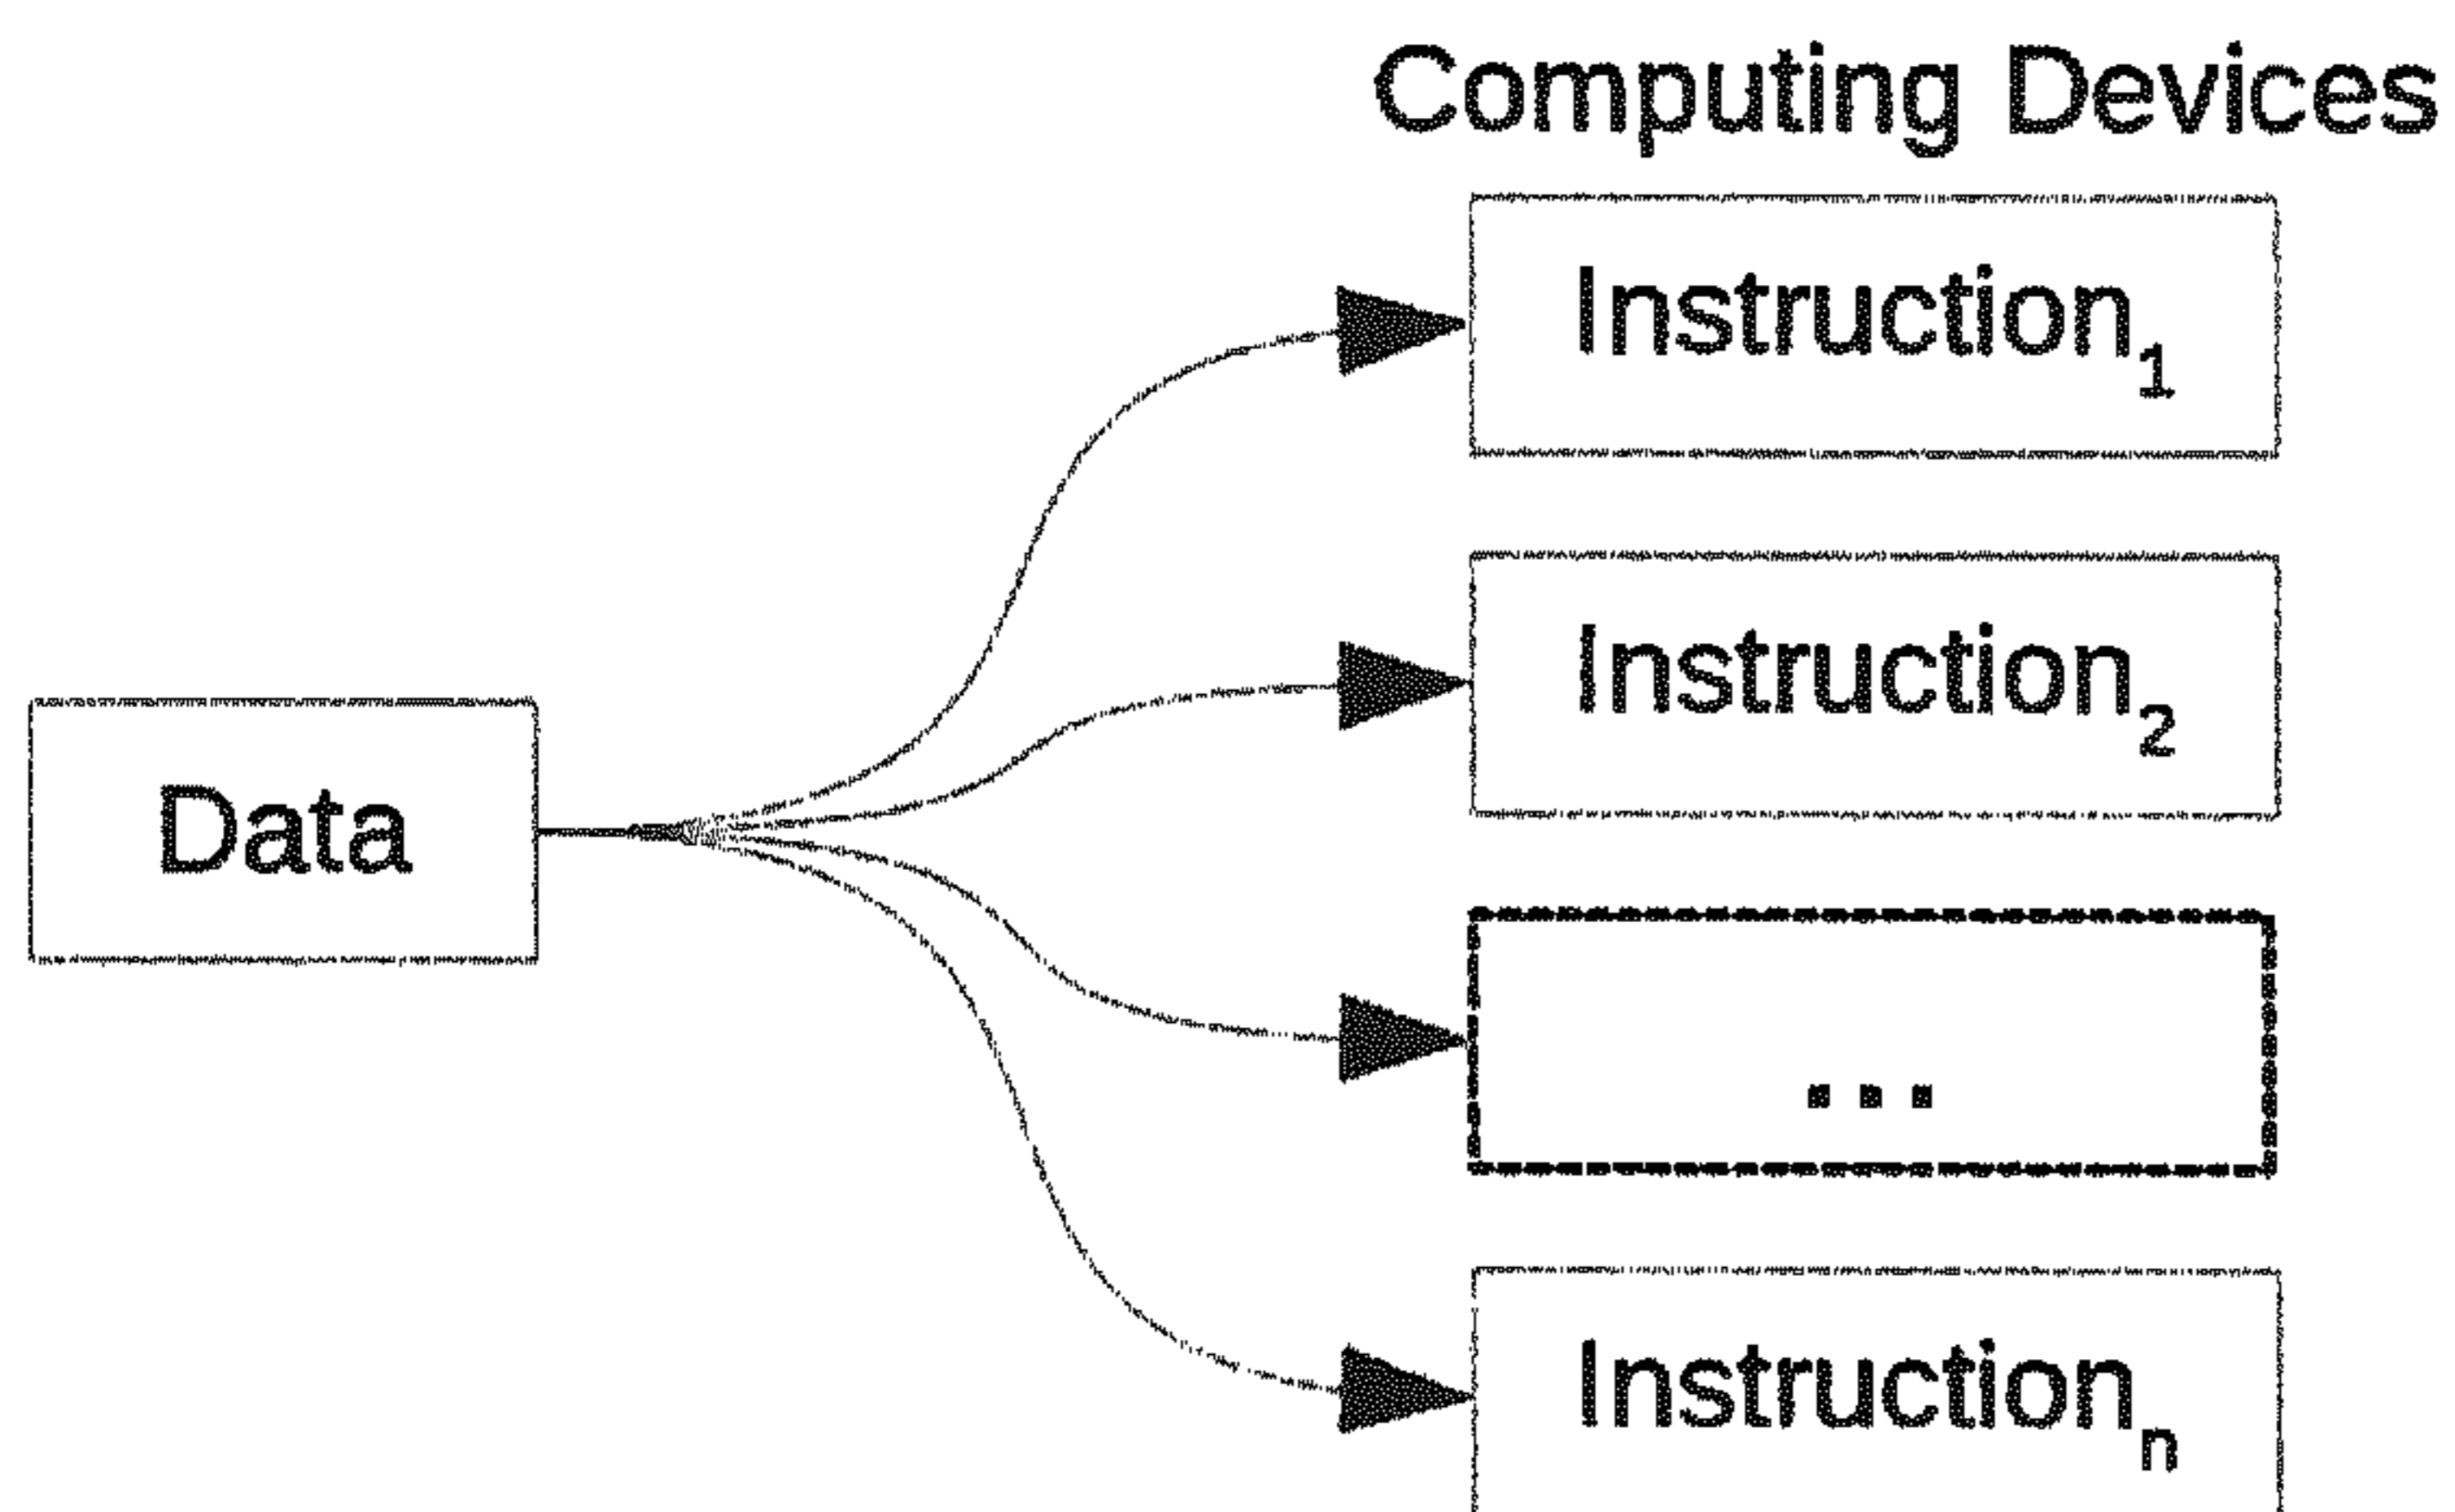 Computing Devices
Instruction₁
Instruction₂
Data
...
Instructionₙ